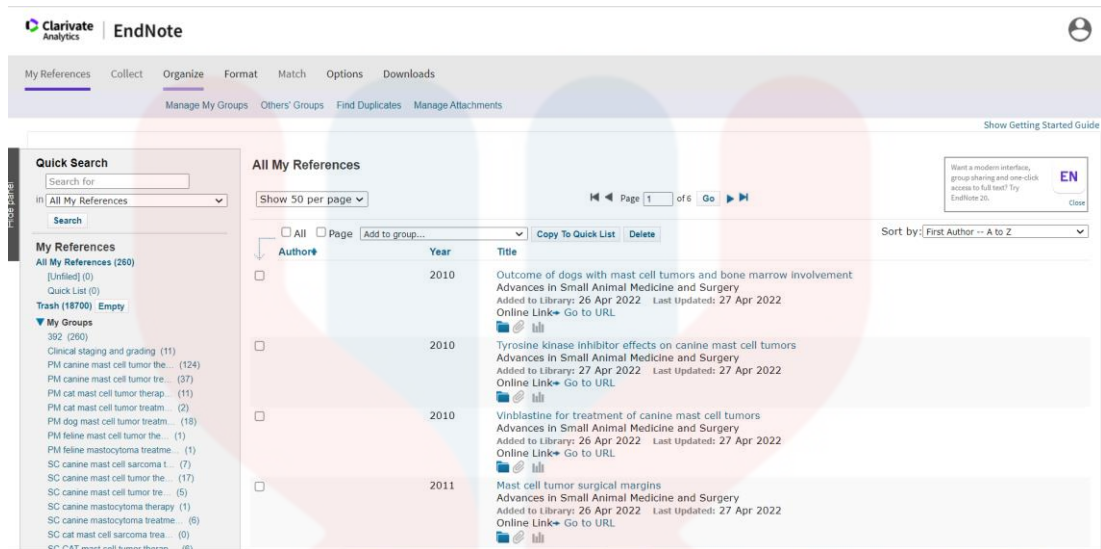 Clarivate Analytics EndNote
My References Collect Organize Format Match Options Downloads
Manage My Groups Others' Groups Find Duplicates Manage Attachments
Show Getting Started Guide
Hide panel
Quick Search
Search for
in All My References
Search
My References
All My References (260)
[Unfiled] (0)
Quick List (0)
Trash (18700) Empty
My Groups
392 (260)
Clinical staging and grading (11)
PM canine mast cell tumor the... (124)
PM canine mast cell tumor tre... (37)
PM cat mast cell tumor therap... (11)
PM cat mast cell tumor treatm... (2)
PM dog mast cell tumor treatm... (18)
PM feline mast cell tumor the... (1)
PM feline mastocytoma treatme... (1)
SC canine mast cell sarcoma t... (7)
SC canine mast cell tumor the... (17)
SC canine mast cell tumor tre... (5)
SC canine mastocytoma therapy (1)
SC canine mastocytoma treatme... (6)
SC cat mast cell sarcoma trea... (0)
SC CAT mast cell tumor therap... (6)
All My References
Want a modern interface,
group sharing and one-click
access to full text? Try
EndNote 20.
EN
Close
Show 50 per page
Page 1 of 6 Go
All Page Add to group... Copy To Quick List Delete
Sort by: First Author -- A to Z
Author Year Title
2010 Outcome of dogs with mast cell tumors and bone marrow involvement
Advances in Small Animal Medicine and Surgery
Added to Library: 26 Apr 2022 Last Updated: 27 Apr 2022
Online Link➔ Go to URL
2010 Tyrosine kinase inhibitor effects on canine mast cell tumors
Advances in Small Animal Medicine and Surgery
Added to Library: 27 Apr 2022 Last Updated: 27 Apr 2022
Online Link➔ Go to URL
2010 Vinblastine for treatment of canine mast cell tumors
Advances in Small Animal Medicine and Surgery
Added to Library: 26 Apr 2022 Last Updated: 27 Apr 2022
Online Link➔ Go to URL
2011 Mast cell tumor surgical margins
Advances in Small Animal Medicine and Surgery
Added to Library: 26 Apr 2022 Last Updated: 27 Apr 2022
Online Link➔ Go to URL